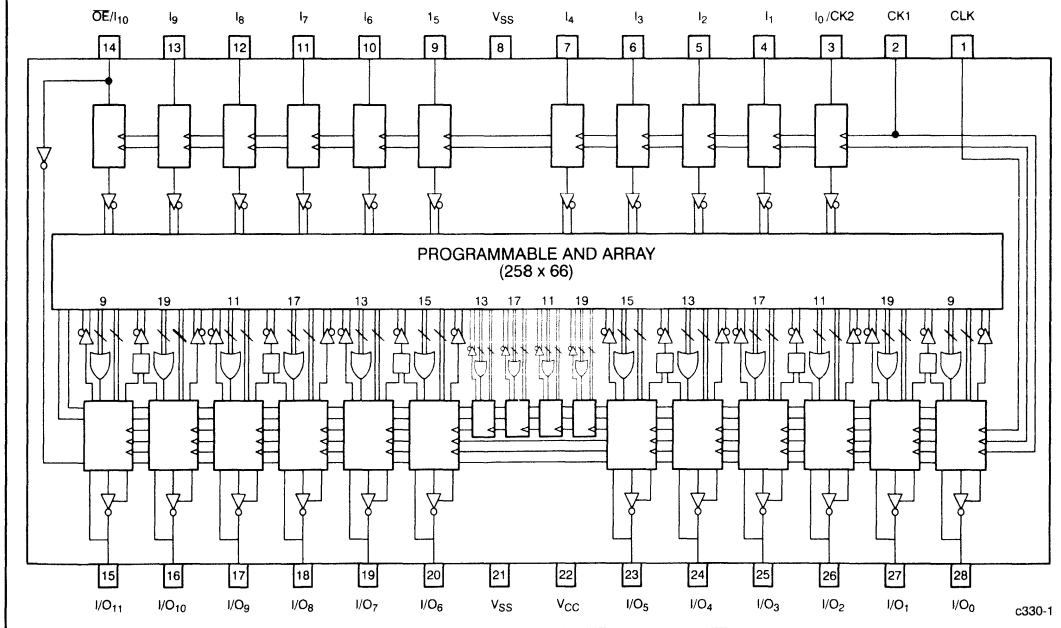 O̅E̅/I₁₀ I₉ I₈ I₇ I₆ 1₅ VSS I₄ I₃ I₂ I₁ I₀/CK2 CK1 CLK
14 13 12 11 10 9 8 7 6 5 4 3 2 1
PROGRAMMABLE AND ARRAY
(258 x 66)
9 19 11 17 13 15 13 17 11 19 15 13 17 11 19 9
15 16 17 18 19 20 21 22 23 24 25 26 27 28
I/O₁₁ I/O₁₀ I/O₉ I/O₈ I/O₇ I/O₆ VSS VCC I/O₅ I/O₄ I/O₃ I/O₂ I/O₁ I/O₀
c330-1